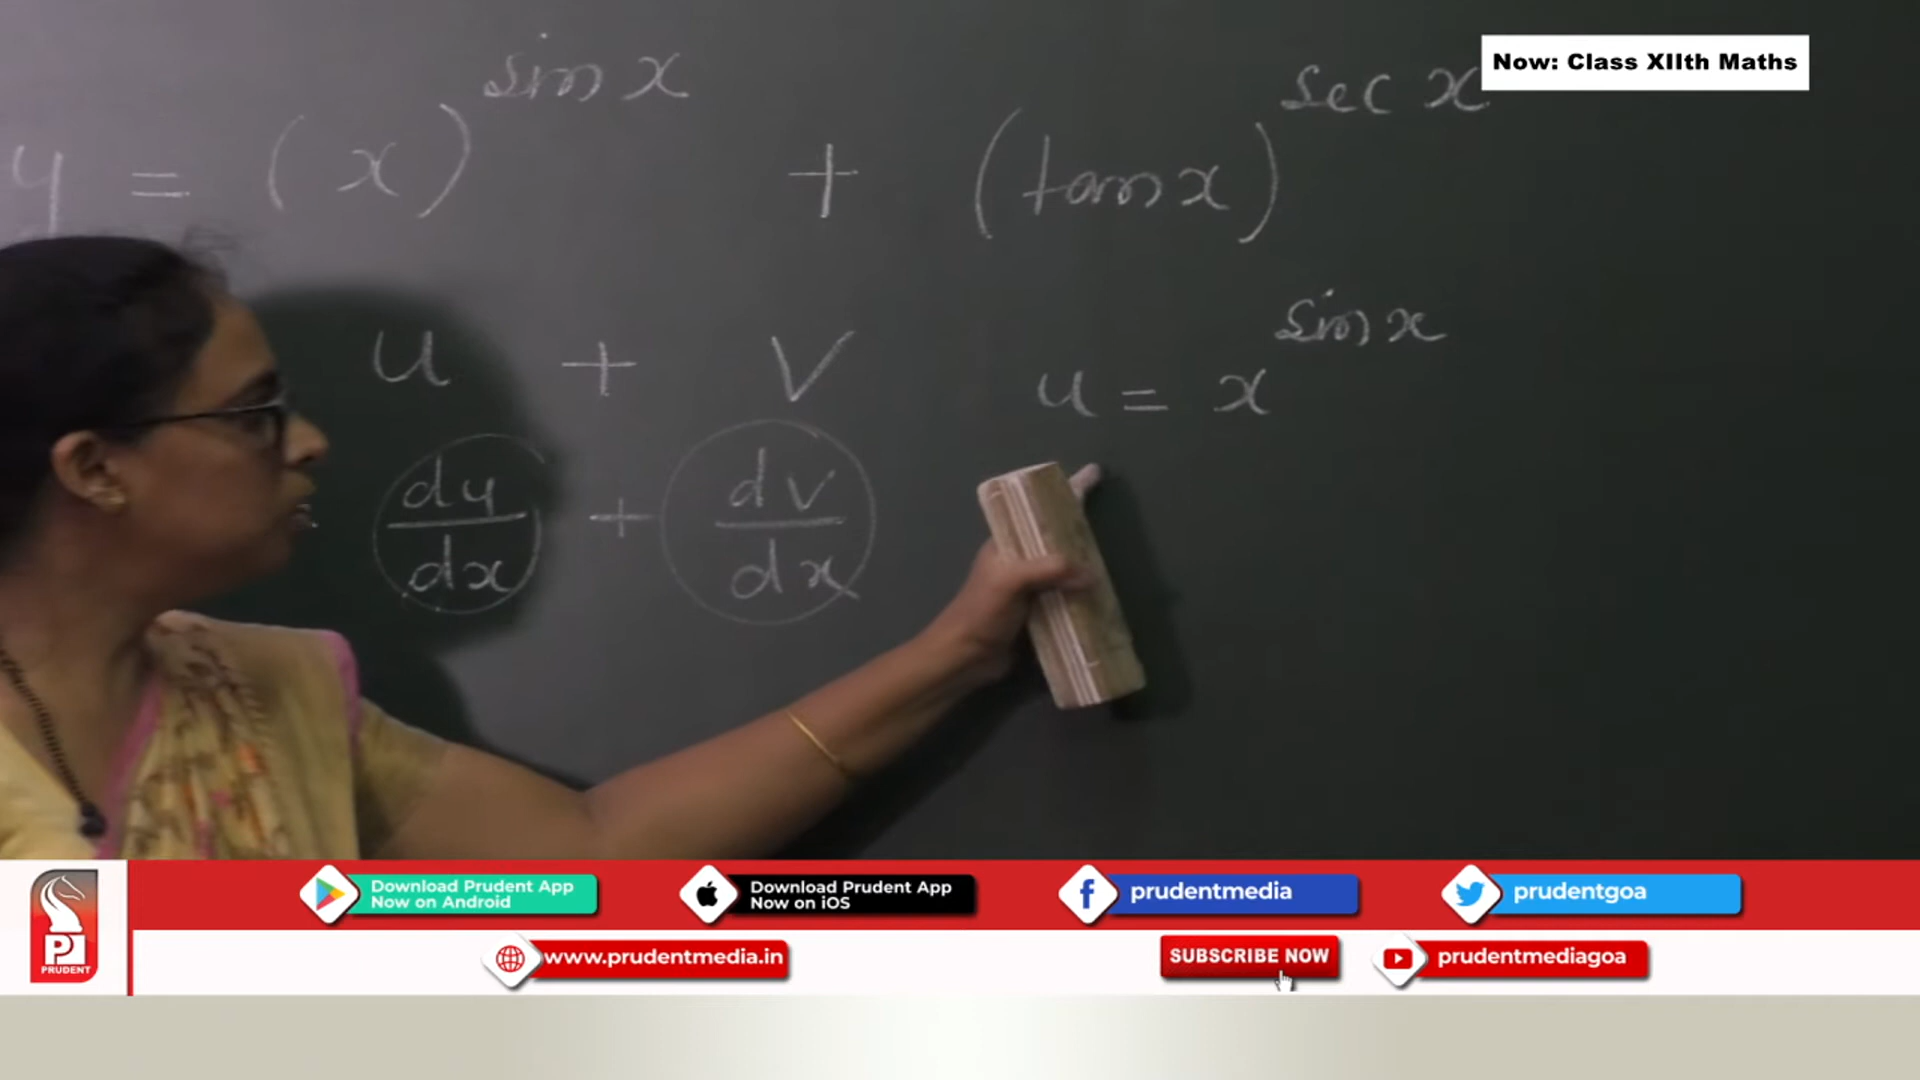 Now: Class XIIth Maths
y = (x)^sin x + (tan x)^sec x
u + v
u = x^sin x
dy/dx + dv/dx
Download Prudent App
Now on Android
Download Prudent App
Now on iOS
prudentmedia
prudentgoa
PRUDENT
www.prudentmedia.in
SUBSCRIBE NOW
prudentmediagoa